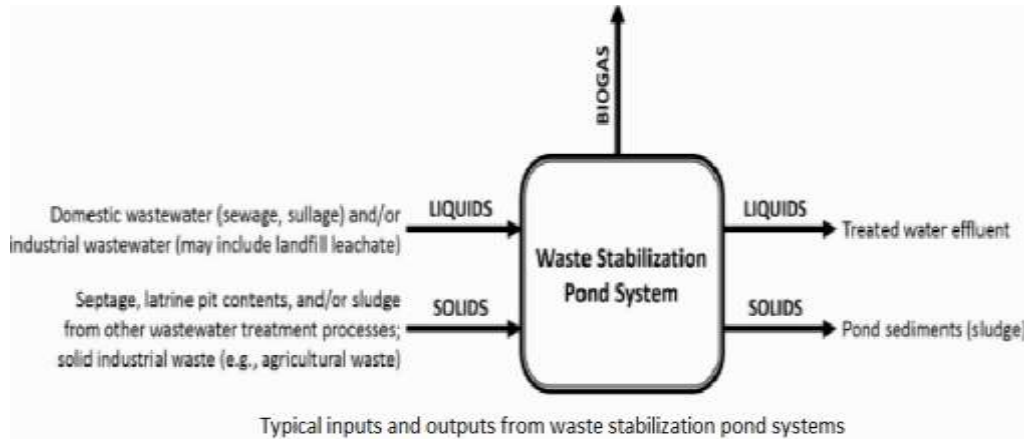 BIOGAS
Domestic wastewater (sewage, sullage) and/or
industrial wastewater (may include landfill leachate)
LIQUIDS
Septage, latrine pit contents, and/or sludge
from other wastewater treatment processes;
solid industrial waste (e.g., agricultural waste)
SOLIDS
Waste Stabilization
Pond System
LIQUIDS
Treated water effluent
SOLIDS
Pond sediments (sludge)
Typical inputs and outputs from waste stabilization pond systems